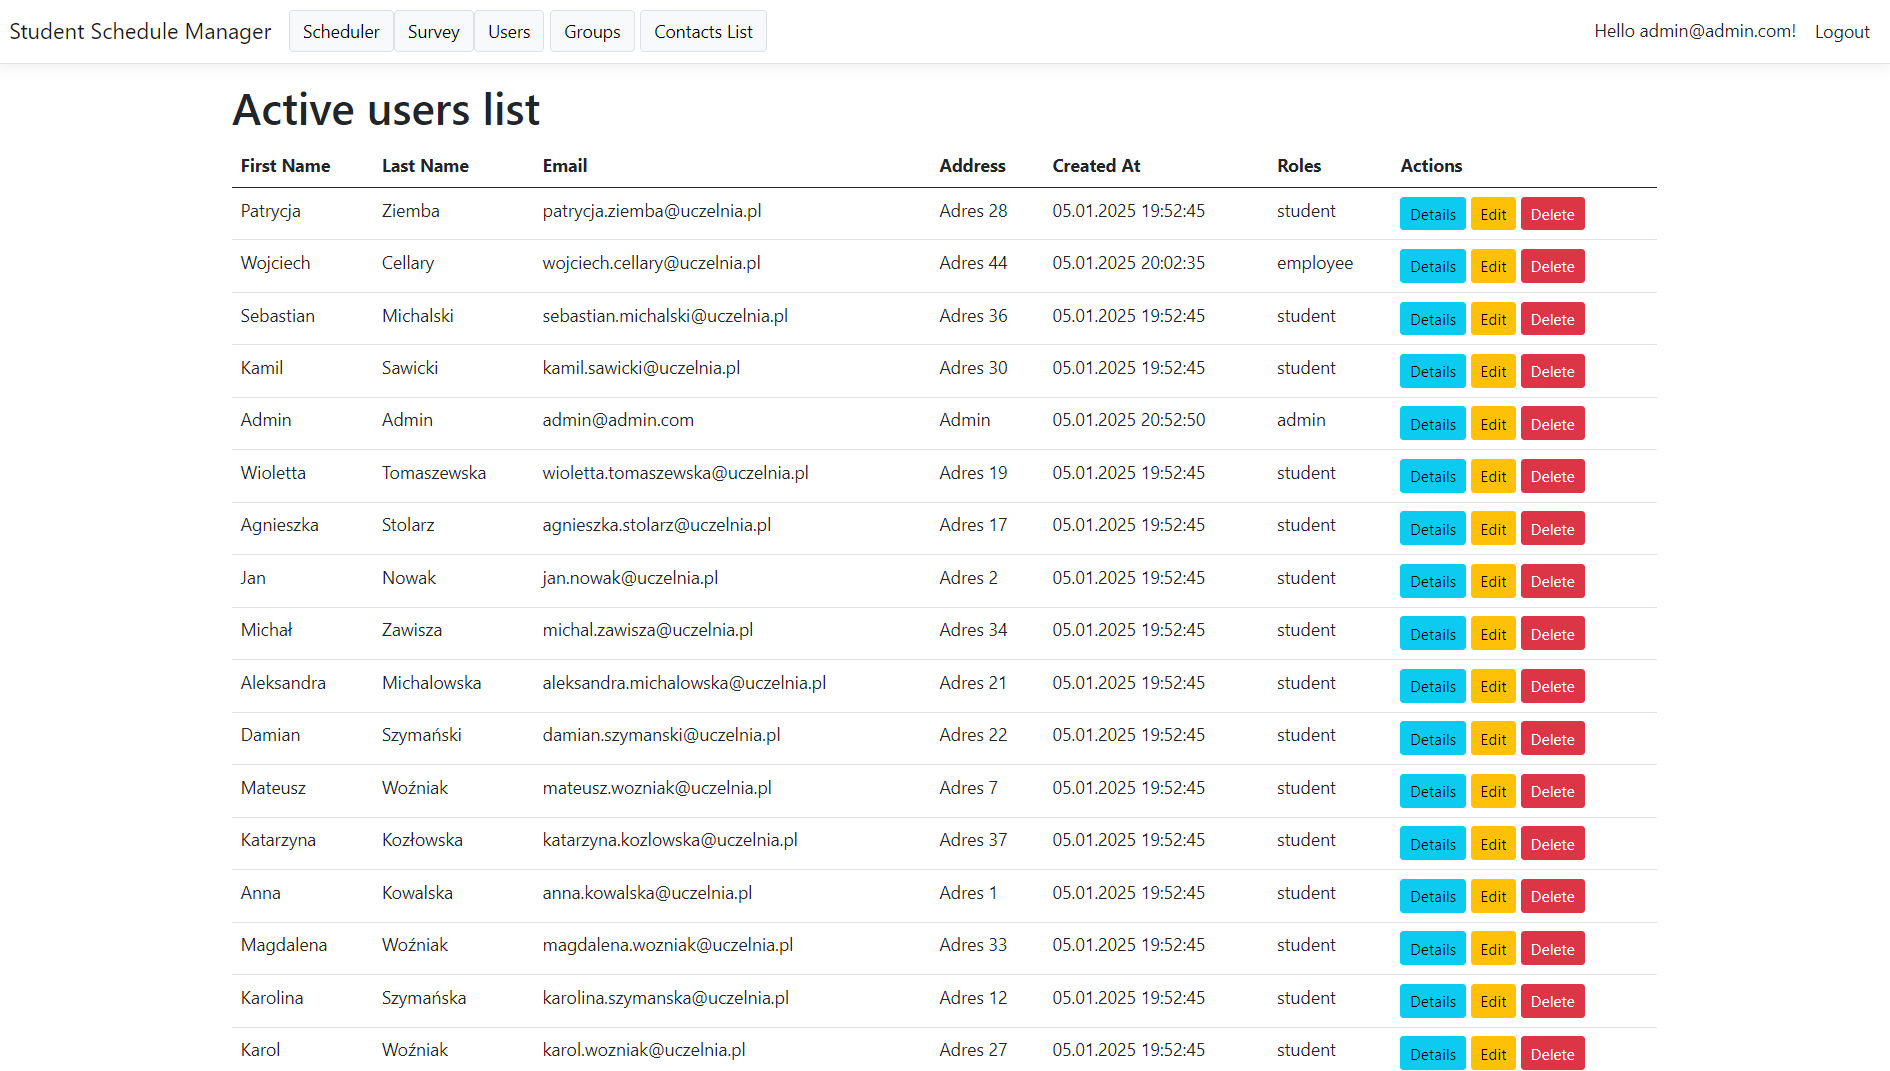 Student Schedule Manager Scheduler Survey Users Groups Contacts List Hello admin@admin.com! Logout
Active users list
First Name Last Name Email Address Created At Roles Actions
Patrycja Ziemba patrycja.ziemba@uczelnia.pl Adres 28 05.01.2025 19:52:45 student Details Edit Delete
Wojciech Cellary wojciech.cellary@uczelnia.pl Adres 44 05.01.2025 20:02:35 employee Details Edit Delete
Sebastian Michalski sebastian.michalski@uczelnia.pl Adres 36 05.01.2025 19:52:45 student Details Edit Delete
Kamil Sawicki kamil.sawicki@uczelnia.pl Adres 30 05.01.2025 19:52:45 student Details Edit Delete
Admin Admin admin@admin.com Admin 05.01.2025 20:52:50 admin Details Edit Delete
Wioletta Tomaszewska wioletta.tomaszewska@uczelnia.pl Adres 19 05.01.2025 19:52:45 student Details Edit Delete
Agnieszka Stolarz agnieszka.stolarz@uczelnia.pl Adres 17 05.01.2025 19:52:45 student Details Edit Delete
Jan Nowak jan.nowak@uczelnia.pl Adres 2 05.01.2025 19:52:45 student Details Edit Delete
Michał Zawisza michal.zawisza@uczelnia.pl Adres 34 05.01.2025 19:52:45 student Details Edit Delete
Aleksandra Michalowska aleksandra.michalowska@uczelnia.pl Adres 21 05.01.2025 19:52:45 student Details Edit Delete
Damian Szymański damian.szymanski@uczelnia.pl Adres 22 05.01.2025 19:52:45 student Details Edit Delete
Mateusz Woźniak mateusz.wozniak@uczelnia.pl Adres 7 05.01.2025 19:52:45 student Details Edit Delete
Katarzyna Kozłowska katarzyna.kozlowska@uczelnia.pl Adres 37 05.01.2025 19:52:45 student Details Edit Delete
Anna Kowalska anna.kowalska@uczelnia.pl Adres 1 05.01.2025 19:52:45 student Details Edit Delete
Magdalena Woźniak magdalena.wozniak@uczelnia.pl Adres 33 05.01.2025 19:52:45 student Details Edit Delete
Karolina Szymańska karolina.szymanska@uczelnia.pl Adres 12 05.01.2025 19:52:45 student Details Edit Delete
Karol Woźniak karol.wozniak@uczelnia.pl Adres 27 05.01.2025 19:52:45 student Details Edit Delete